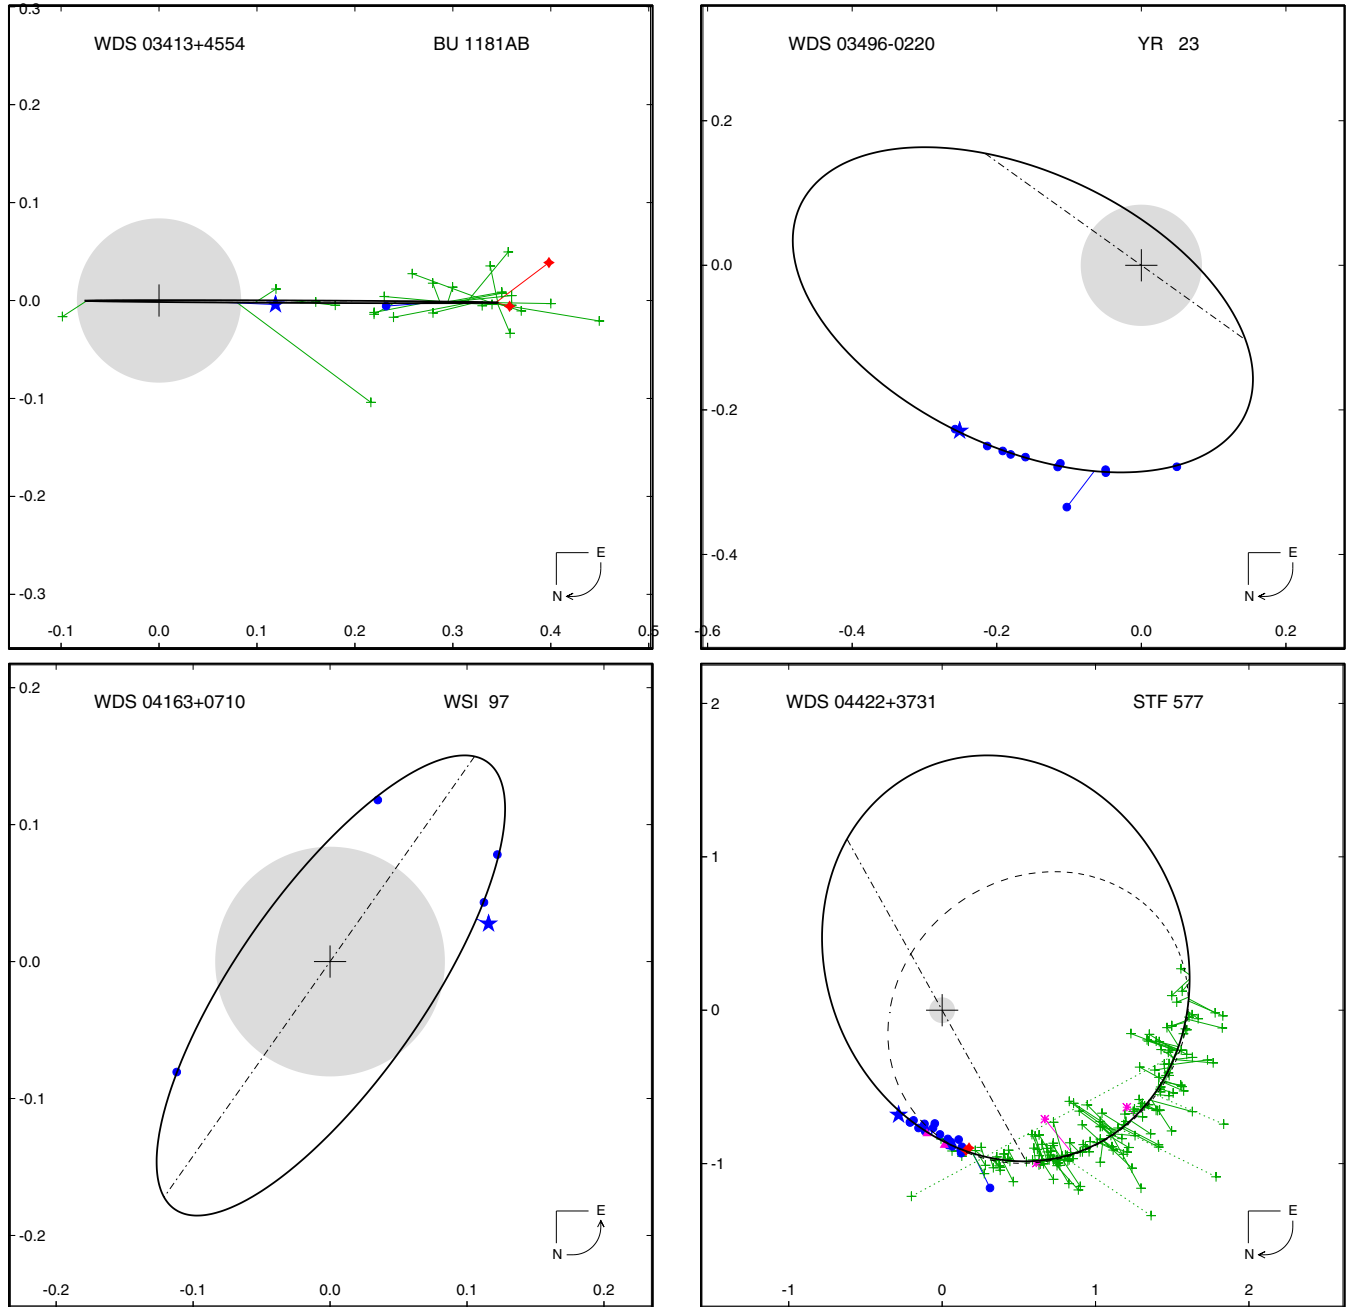 0.3
WDS 03413+4554 BU 1181AB
0.2
0.1
0.0
-0.1
-0.2
-0.3
E
N
-0.1 0.0 0.1 0.2 0.3 0.4 0.5
WDS 03496-0220 YR 23
0.2
0.0
-0.2
-0.4
E
N
-0.6 -0.4 -0.2 0.0 0.2
0.2
WDS 04163+0710 WSI 97
0.1
0.0
-0.1
-0.2
E
N
-0.2 -0.1 0.0 0.1 0.2
2
WDS 04422+3731 STF 577
1
0
-1
E
N
-1 0 1 2